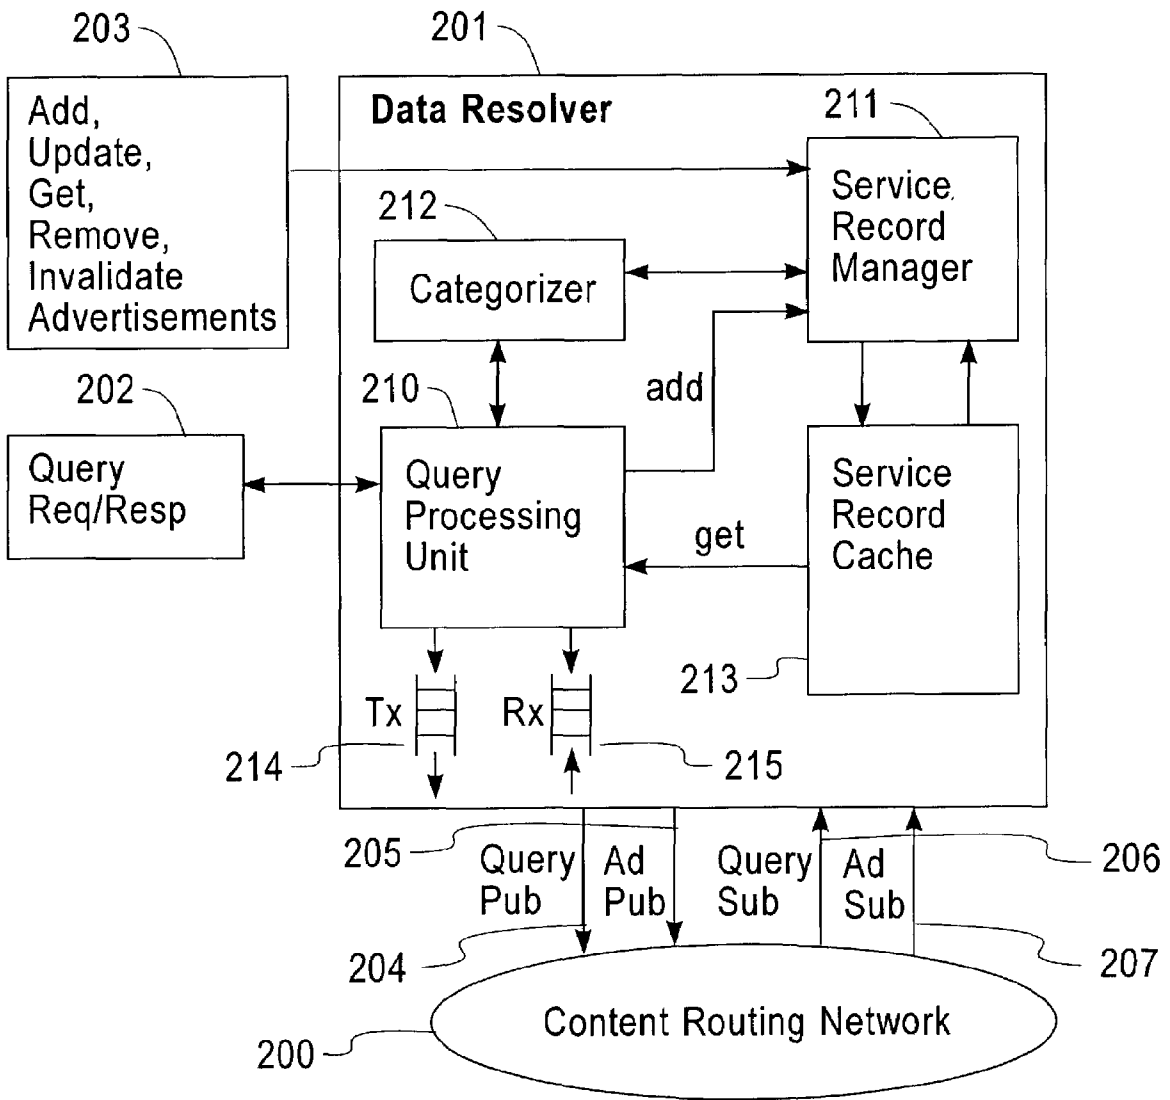 203
201
Add,
Update,
Get,
Remove,
Invalidate
Advertisements
Data Resolver
211
Service
Record
Manager
212
Categorizer
202
210
add
Query
Req/Resp
Query
Processing
Unit
get
Service
Record
Cache
213
Tx
Rx
214
215
205
Query
Pub
Ad
Pub
Query
Sub
Ad
Sub
206
204
207
Content Routing Network
200